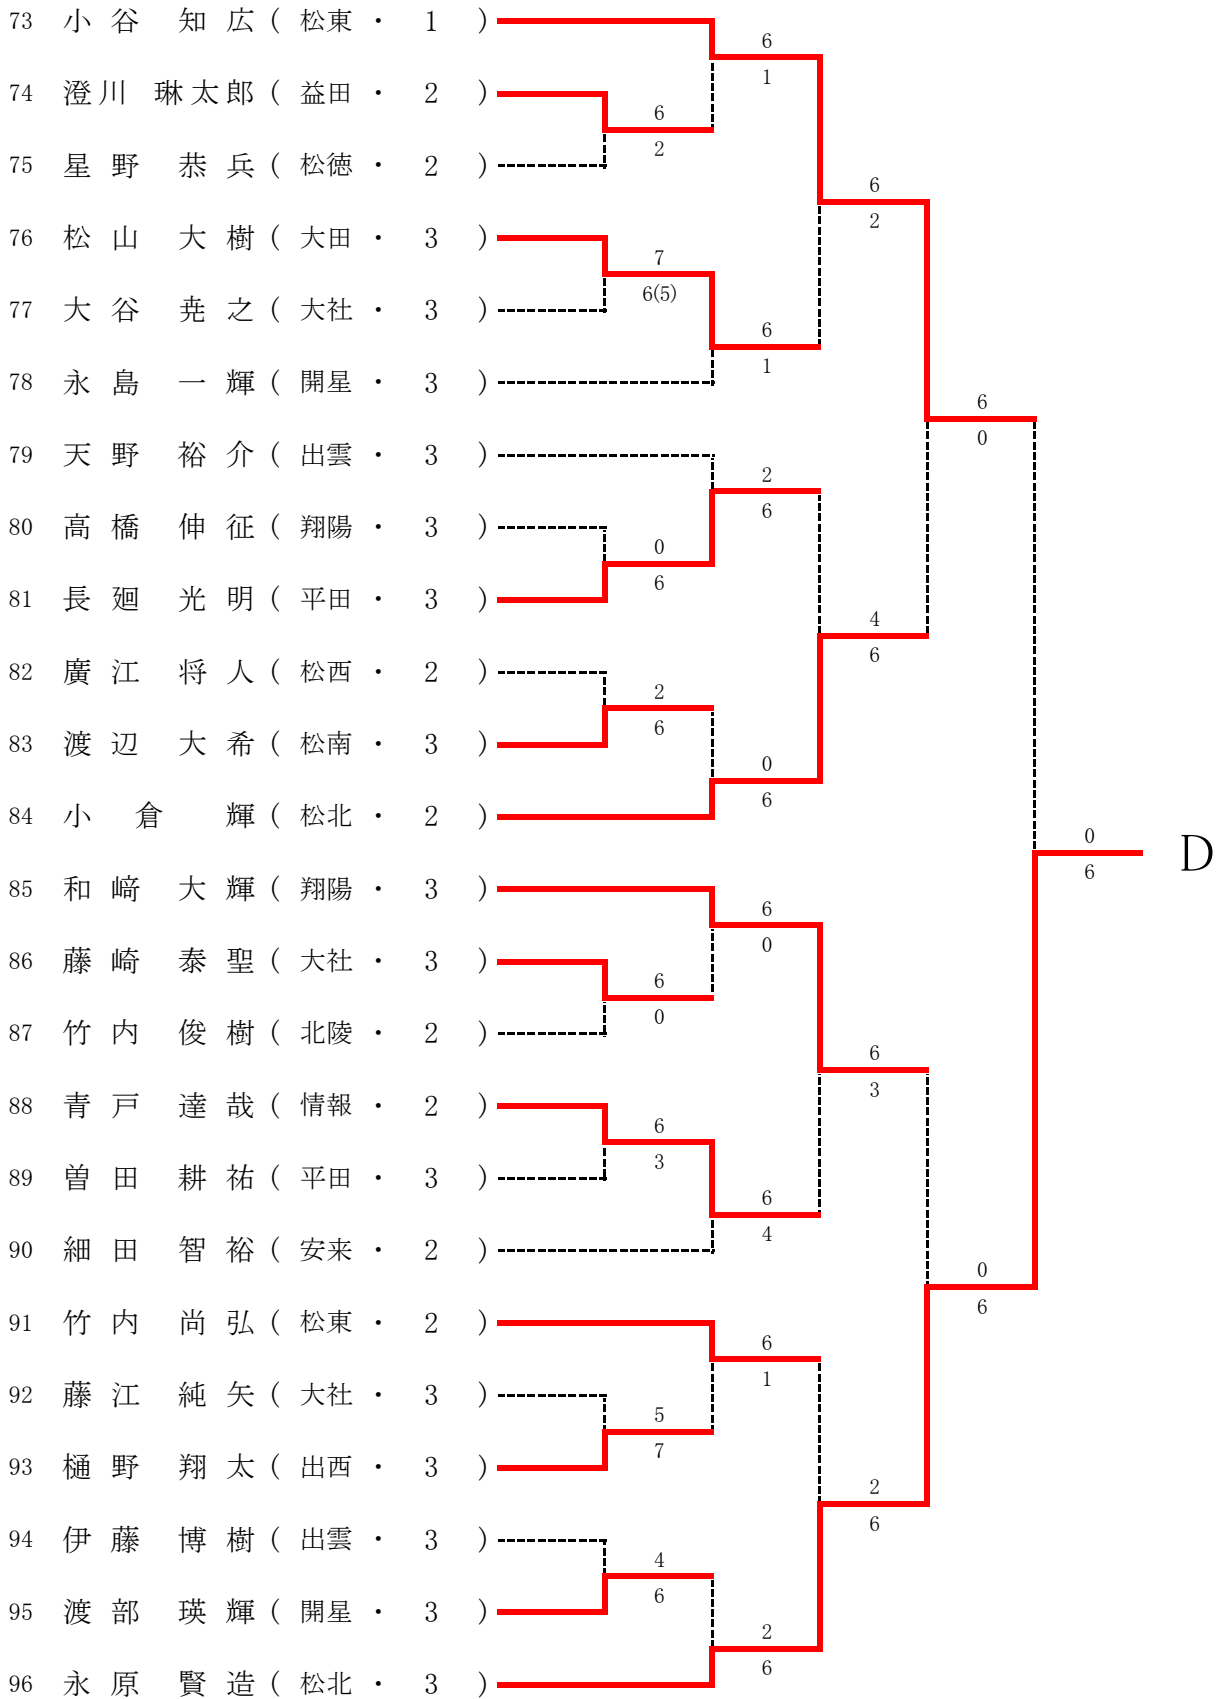 73 小谷 知広(松東・1)
6
1
74 澄川 琳太郎(益田・2)
6
2
75 星野 恭兵(松徳・2)
6
2
76 松山 大樹(大田・3)
7
6(5)
77 大谷 尭之(大社・3)
6
1
78 永島 一輝(開星・3)
6
0
79 天野 裕介(出雲・3)
2
6
80 高橋 伸征(翔陽・3)
0
6
81 長廻 光明(平田・3)
4
6
82 廣江 将人(松西・2)
2
6
83 渡辺 大希(松南・3)
0
6
84 小倉 輝(松北・2)
0
6
D
85 和﨑 大輝(翔陽・3)
6
0
86 藤崎 泰聖(大社・3)
6
0
87 竹内 俊樹(北陵・2)
6
3
88 青戸 達哉(情報・2)
6
3
89 曽田 耕祐(平田・3)
6
4
90 細田 智裕(安来・2)
0
6
91 竹内 尚弘(松東・2)
6
1
92 藤江 純矢(大社・3)
5
7
93 樋野 翔太(出西・3)
2
6
94 伊藤 博樹(出雲・3)
4
6
95 渡部 瑛輝(開星・3)
2
6
96 永原 賢造(松北・3)